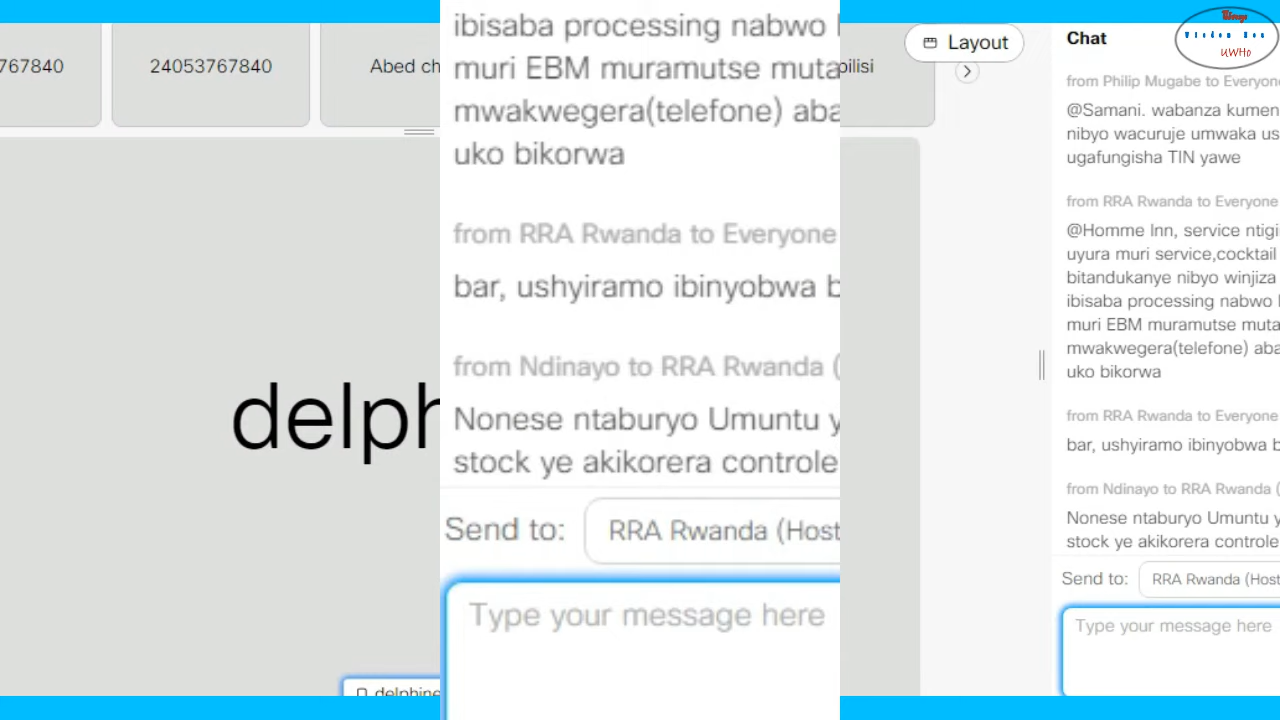 767840
24053767840
Abed ch
bilisi
Layout
delph
delphine
ibisaba processing nabwo
muri EBM muramutse muta
mwakwegera(telefone) aba
uko bikorwa
from RRA Rwanda to Everyone
bar, ushyiramo ibinyobwa b
from Ndinayo to RRA Rwanda (
Nonese ntaburyo Umuntu y
stock ye akikorera controle
Send to:
RRA Rwanda (Host
Type your message here
Chat
from Philip Mugabe to Everyone
@Samani. wabanza kumen
nibyo wacuruje umwaka us
ugafungisha TIN yawe
from RRA Rwanda to Everyone
@Homme Inn, service ntigi
uyura muri service,cocktail
bitandukanye nibyo winjiza
ibisaba processing nabwo
muri EBM muramutse muta
mwakwegera(telefone) aba
uko bikorwa
from RRA Rwanda to Everyone
bar, ushyiramo ibinyobwa b
from Ndinayo to RRA Rwanda (
Nonese ntaburyo Umuntu y
stock ye akikorera controle
Send to:
RRA Rwanda (Host
Type your message here
UWHo